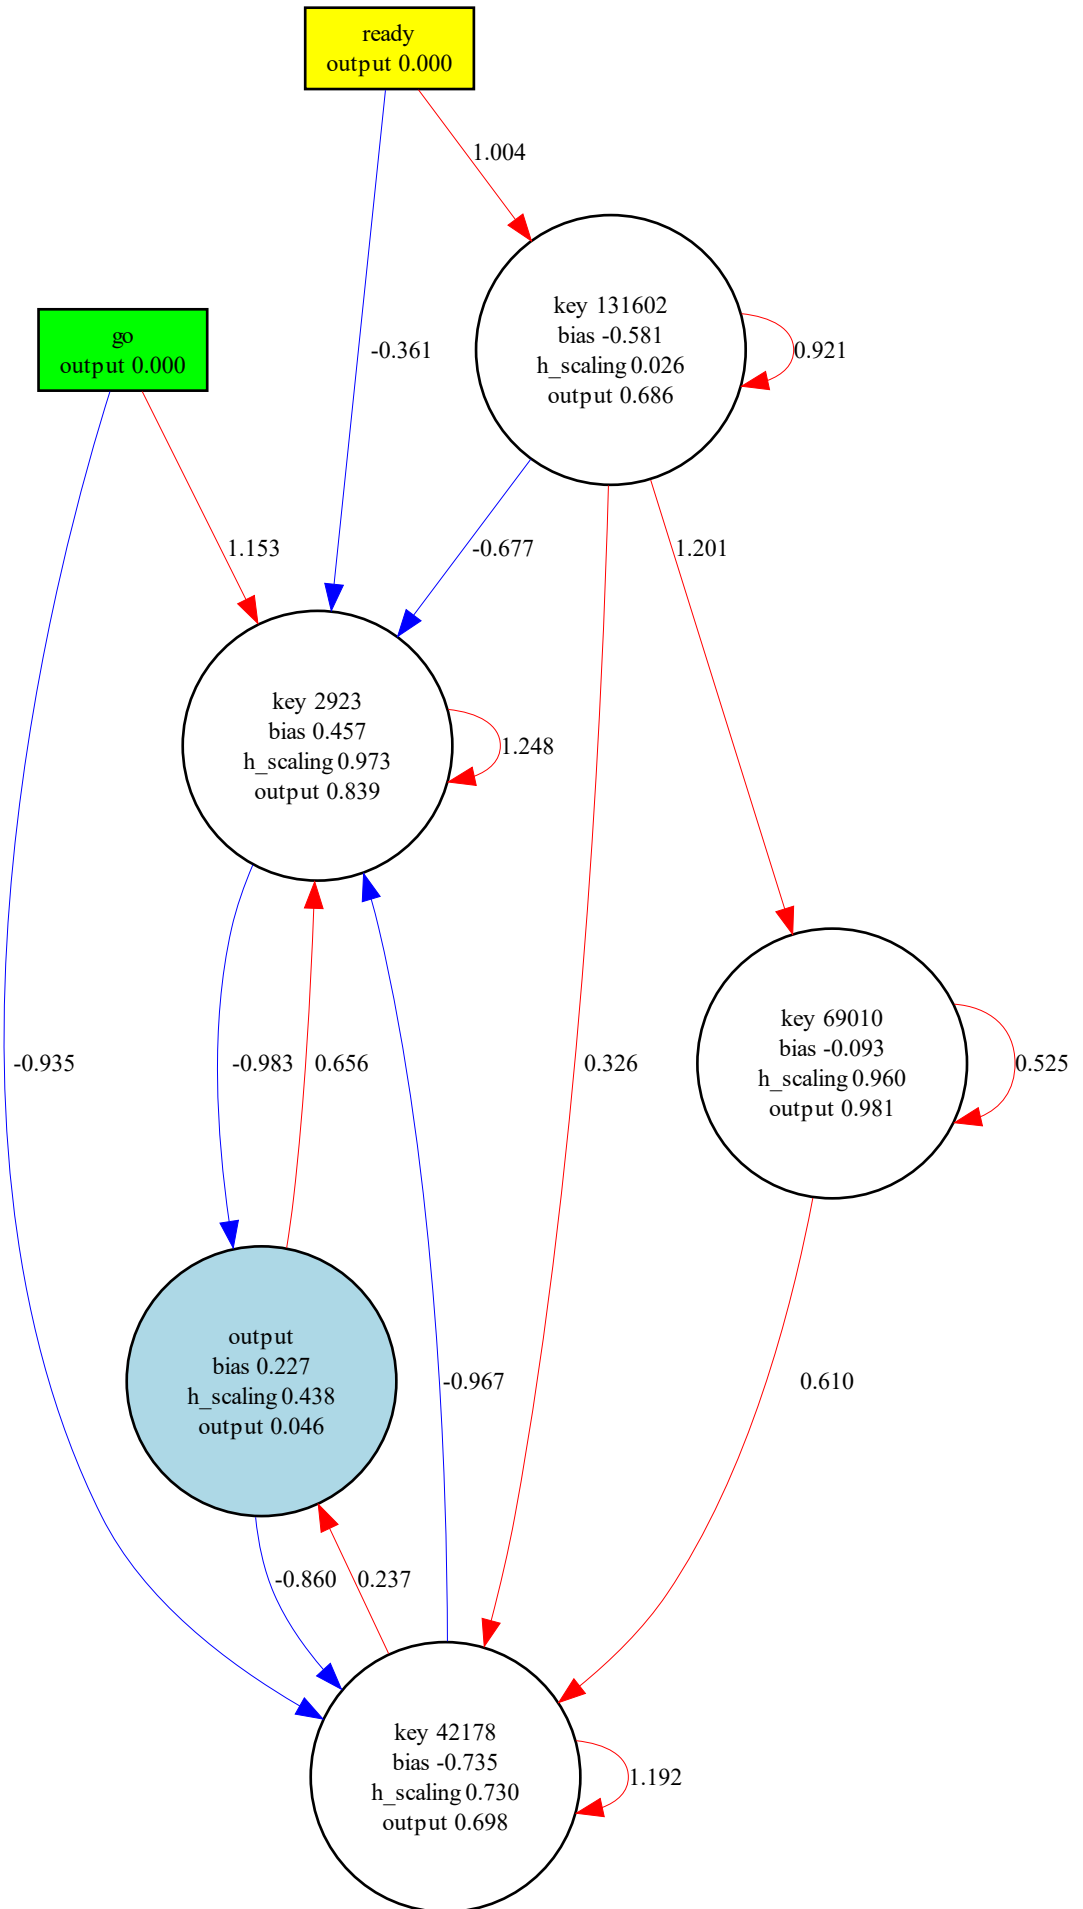 ready
output 0.000
1.004
key 131602
bias -0.581
h_scaling 0.026
output 0.686
0.921
go
output 0.000
-0.361
1.153
-0.677
1.201
key 2923
bias 0.457
h_scaling 0.973
output 0.839
1.248
-0.935
-0.983
0.656
0.326
key 69010
bias -0.093
h_scaling 0.960
output 0.981
0.525
output
bias 0.227
h_scaling 0.438
output 0.046
-0.967
0.610
-0.860
0.237
key 42178
bias -0.735
h_scaling 0.730
output 0.698
1.192